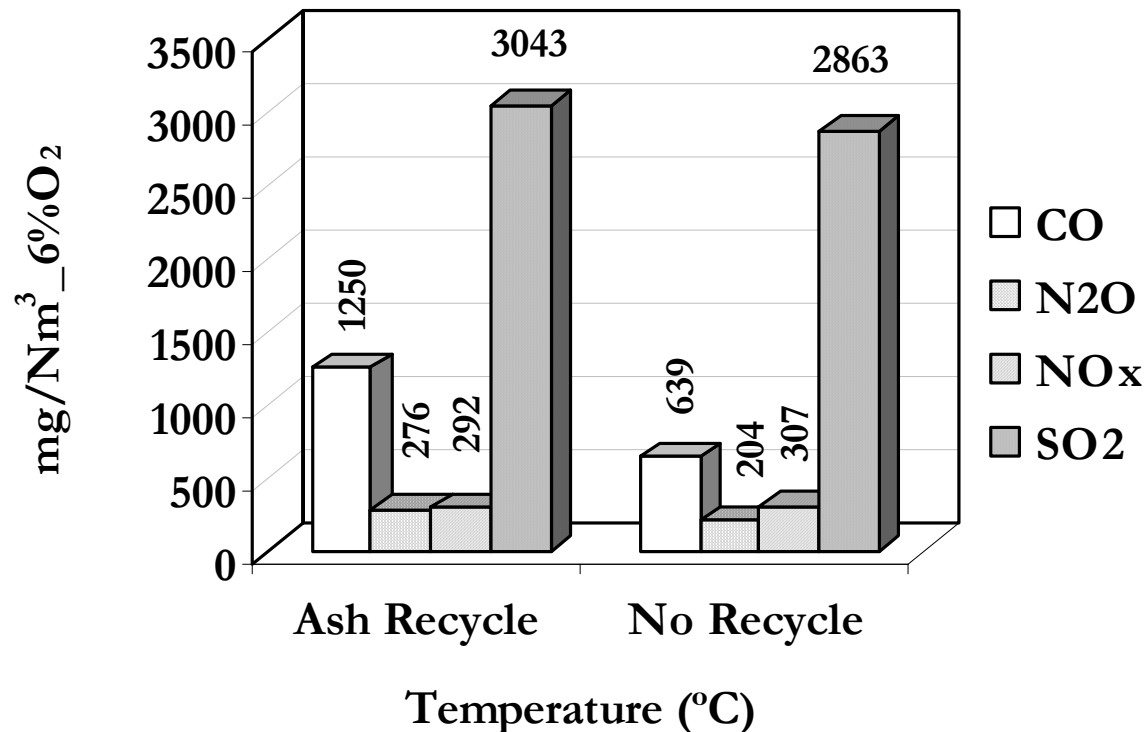 mg/Nm³_6%O₂
3500
3000
2500
2000
1500
1000
500
0
1250
276
292
3043
639
204
307
2863
Ash Recycle
No Recycle
Temperature (ºC)
CO
N2O
NOx
SO2